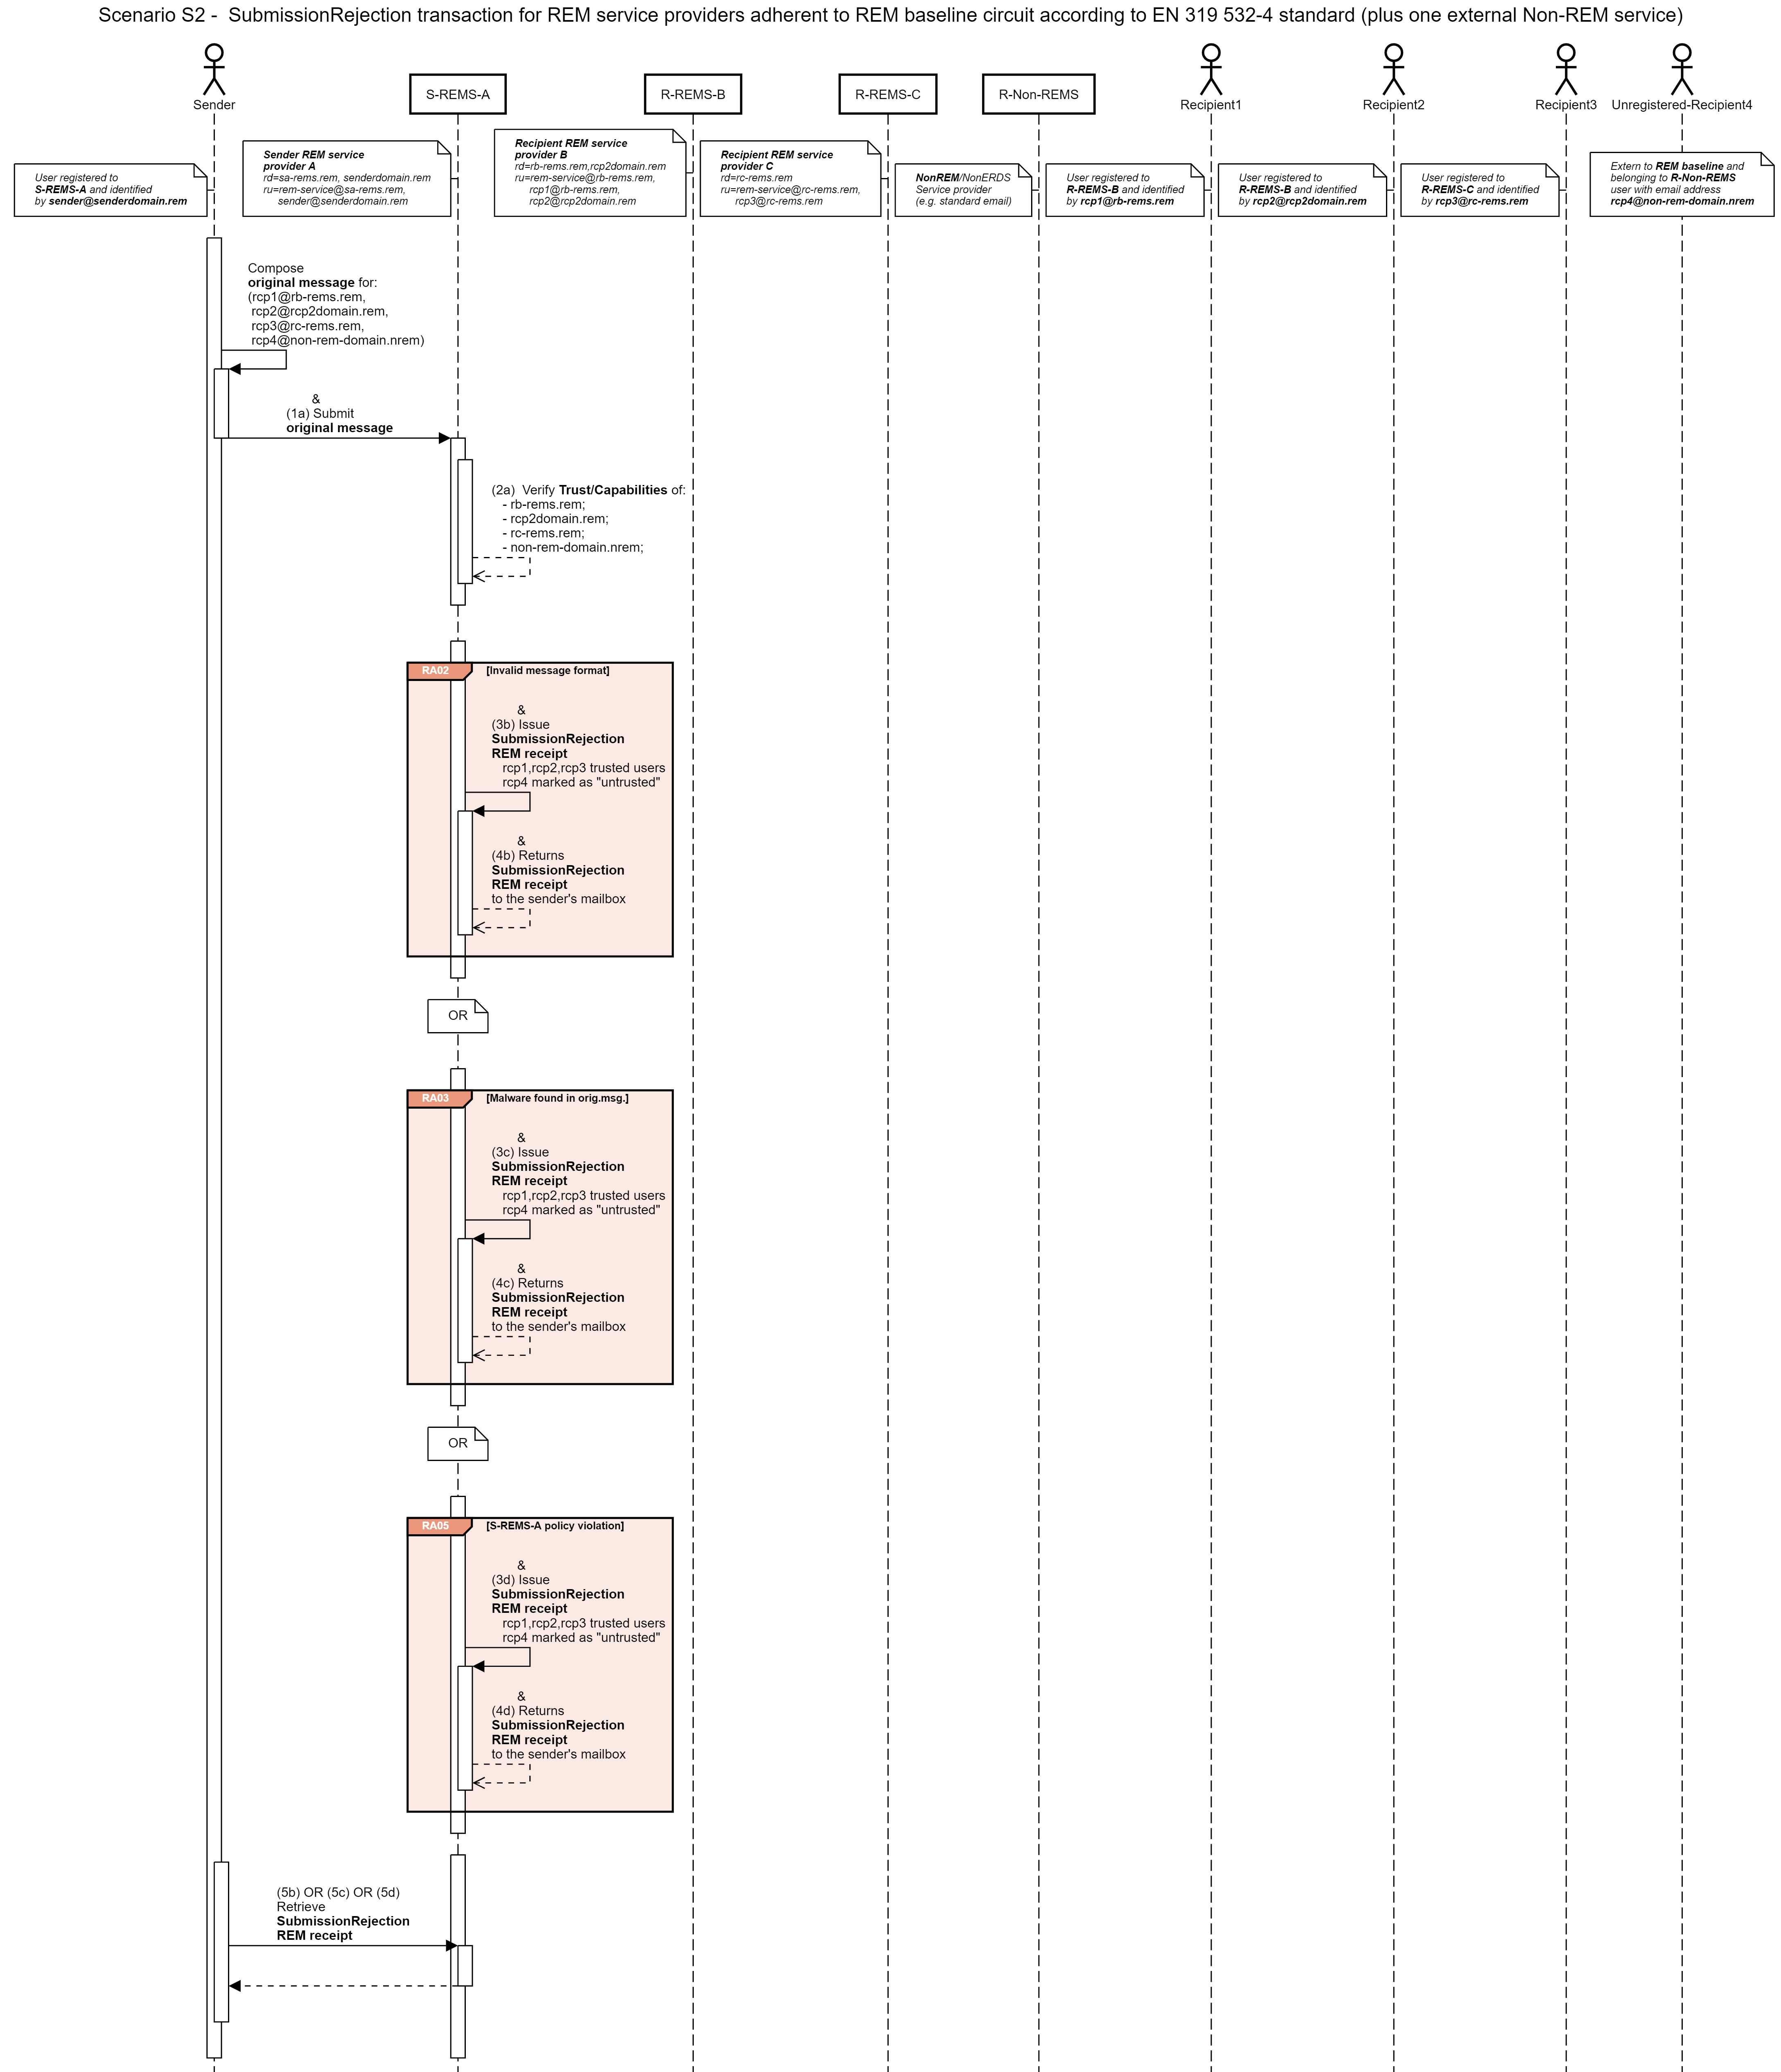 Scenario S2 -  SubmissionRejection transaction for REM service providers adherent to REM baseline circuit according to EN 319 532-4 standard (plus one external Non-REM service)
Sender
S-REMS-A
R-REMS-B
R-REMS-C
R-Non-REMS
Recipient1
Recipient2
Recipient3
Unregistered-Recipient4
User registered to
S-REMS-A and identified
by sender@senderdomain.rem
Sender REM service
provider A
rd=sa-rems.rem, senderdomain.rem
ru=rem-service@sa-rems.rem,
sender@senderdomain.rem
Recipient REM service
provider B
rd=rb-rems.rem,rcp2domain.rem
ru=rem-service@rb-rems.rem,
rcp1@rb-rems.rem,
rcp2@rcp2domain.rem
Recipient REM service
provider C
rd=rc-rems.rem
ru=rem-service@rc-rems.rem,
rcp3@rc-rems.rem
NonREM/NonERDS
Service provider
(e.g. standard email)
User registered to
R-REMS-B and identified
by rcp1@rb-rems.rem
User registered to
R-REMS-B and identified
by rcp2@rcp2domain.rem
User registered to
R-REMS-C and identified
by rcp3@rc-rems.rem
Extern to REM baseline and
belonging to R-Non-REMS
user with email address
rcp4@non-rem-domain.nrem
Compose
original message for:
(rcp1@rb-rems.rem,
rcp2@rcp2domain.rem,
rcp3@rc-rems.rem,
rcp4@non-rem-domain.nrem)
&
(1a) Submit
original message
(2a)  Verify Trust/Capabilities of:
- rb-rems.rem;
- rcp2domain.rem;
- rc-rems.rem;
- non-rem-domain.nrem;
RA02 [Invalid message format]
&
(3b) Issue
SubmissionRejection
REM receipt
rcp1,rcp2,rcp3 trusted users
rcp4 marked as "untrusted"
&
(4b) Returns
SubmissionRejection
REM receipt
to the sender's mailbox
OR
RA03 [Malware found in orig.msg.]
&
(3c) Issue
SubmissionRejection
REM receipt
rcp1,rcp2,rcp3 trusted users
rcp4 marked as "untrusted"
&
(4c) Returns
SubmissionRejection
REM receipt
to the sender's mailbox
OR
RA05 [S-REMS-A policy violation]
&
(3d) Issue
SubmissionRejection
REM receipt
rcp1,rcp2,rcp3 trusted users
rcp4 marked as "untrusted"
&
(4d) Returns
SubmissionRejection
REM receipt
to the sender's mailbox
(5b) OR (5c) OR (5d)
Retrieve
SubmissionRejection
REM receipt